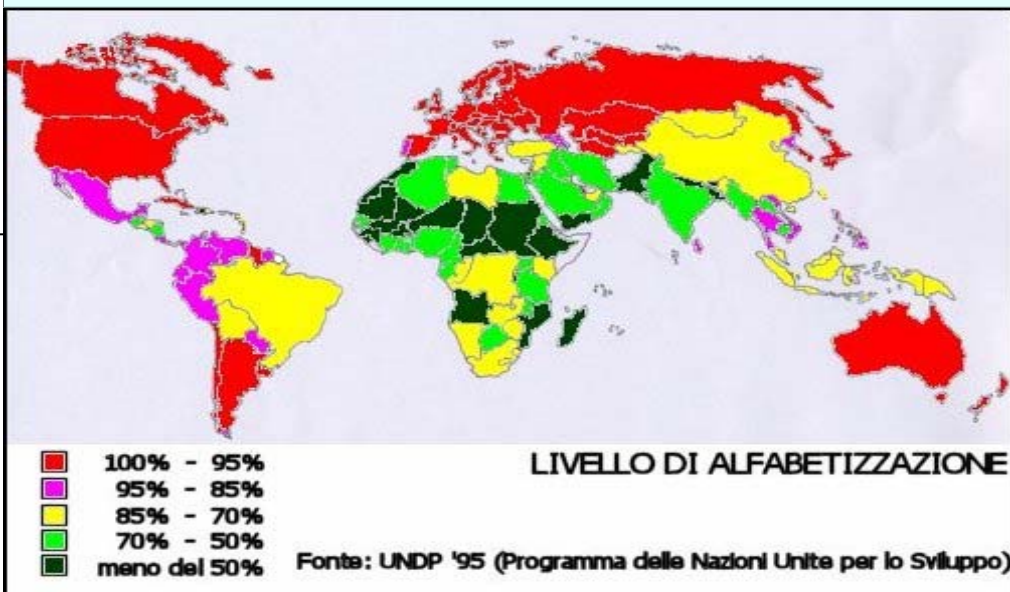 LIVELLO DI ALFABETIZZAZIONE
100% - 95%
95% - 85%
85% - 70%
70% - 50%
meno del 50%
Fonte: UNDP '95 (Programma delle Nazioni Unite per lo Sviluppo)